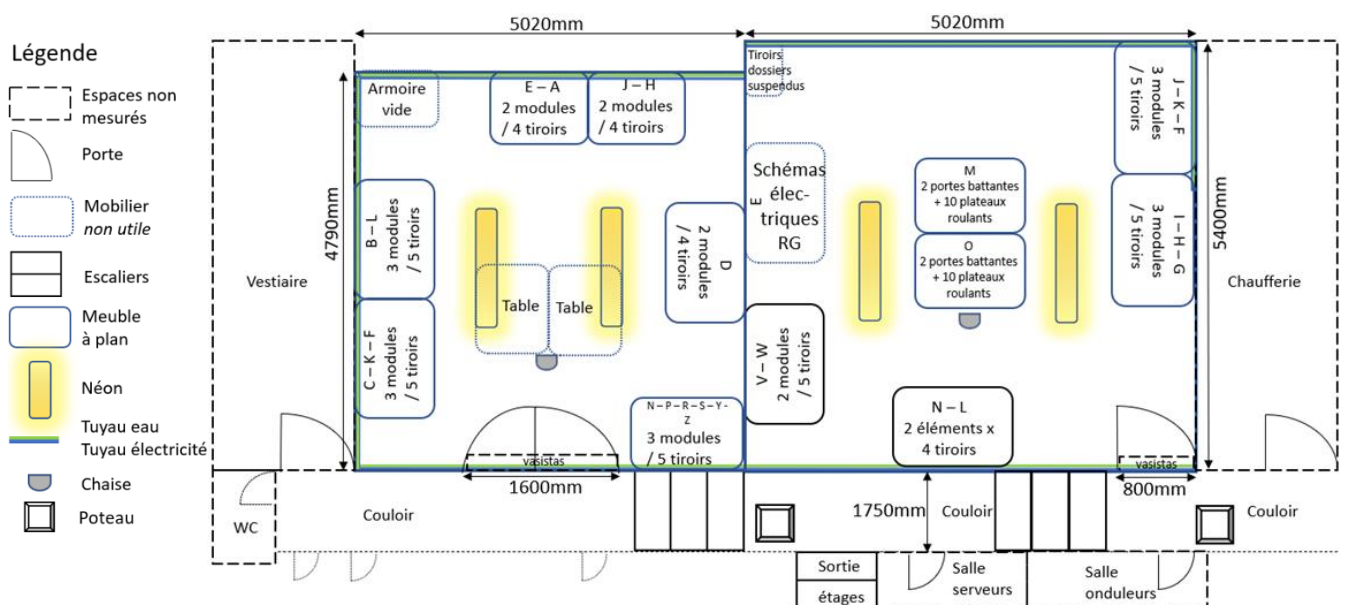 Légende
Espaces non
mesurés
Porte
Mobilier
non utile
Escaliers
Meuble
à plan
Néon
Tuyau eau
Tuyau électricité
Chaise
Poteau
5020mm
5020mm
4790mm
5400mm
Vestiaire
Armoire
vide
E – A
2 modules
/ 4 tiroirs
J – H
2 modules
/ 4 tiroirs
B – L
3 modules
/ 5 tiroirs
C – K – F
3 modules
/ 5 tiroirs
Table
Table
D
2 modules
/ 4 tiroirs
N – P – R – S – Y -
Z
3 modules
/ 5 tiroirs
vasistas
1600mm
Tiroirs
dossiers
suspendus
E
Schémas
élec-
triques
RG
V – W
2 modules
/ 5 tiroirs
M
2 portes battantes
+ 10 plateaux
roulants
O
2 portes battantes
+ 10 plateaux
roulants
N – L
2 éléments x
4 tiroirs
J – K – F
3 modules
/ 5 tiroirs
I – H – G
3 modules
/ 5 tiroirs
Chaufferie
vasistas
800mm
WC
Couloir
1750mm
Couloir
Couloir
Sortie
étages
Salle
serveurs
Salle
onduleurs